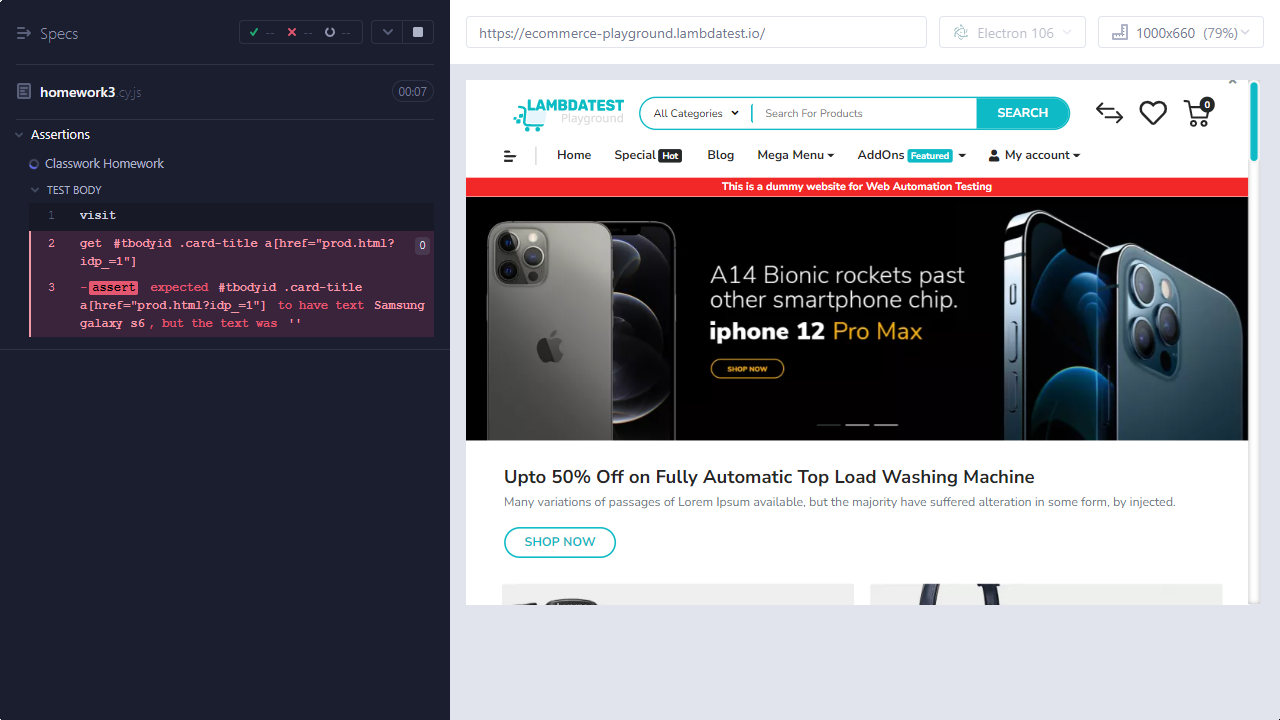 Specs
--
--
--
https://ecommerce-playground.lambdatest.io/
Electron 106
1000x660 (79%)
homework3.cy.js
00:07
Assertions
Classwork Homework
TEST BODY
1 visit
2 get #tbodyid .card-title a[href="prod.html?
idp_=1"]
0
3 -assert expected #tbodyid .card-title
a[href="prod.html?idp_=1"] to have text Samsung
galaxy s6, but the text was ''
LAMBDATEST
Playground
All Categories
Search For Products
SEARCH
0
Home
Special Hot
Blog
Mega Menu
AddOns Featured
My account
This is a dummy website for Web Automation Testing
A14 Bionic rockets past
other smartphone chip.
iphone 12 Pro Max
SHOP NOW
Upto 50% Off on Fully Automatic Top Load Washing Machine
Many variations of passages of Lorem Ipsum available, but the majority have suffered alteration in some form, by injected.
SHOP NOW